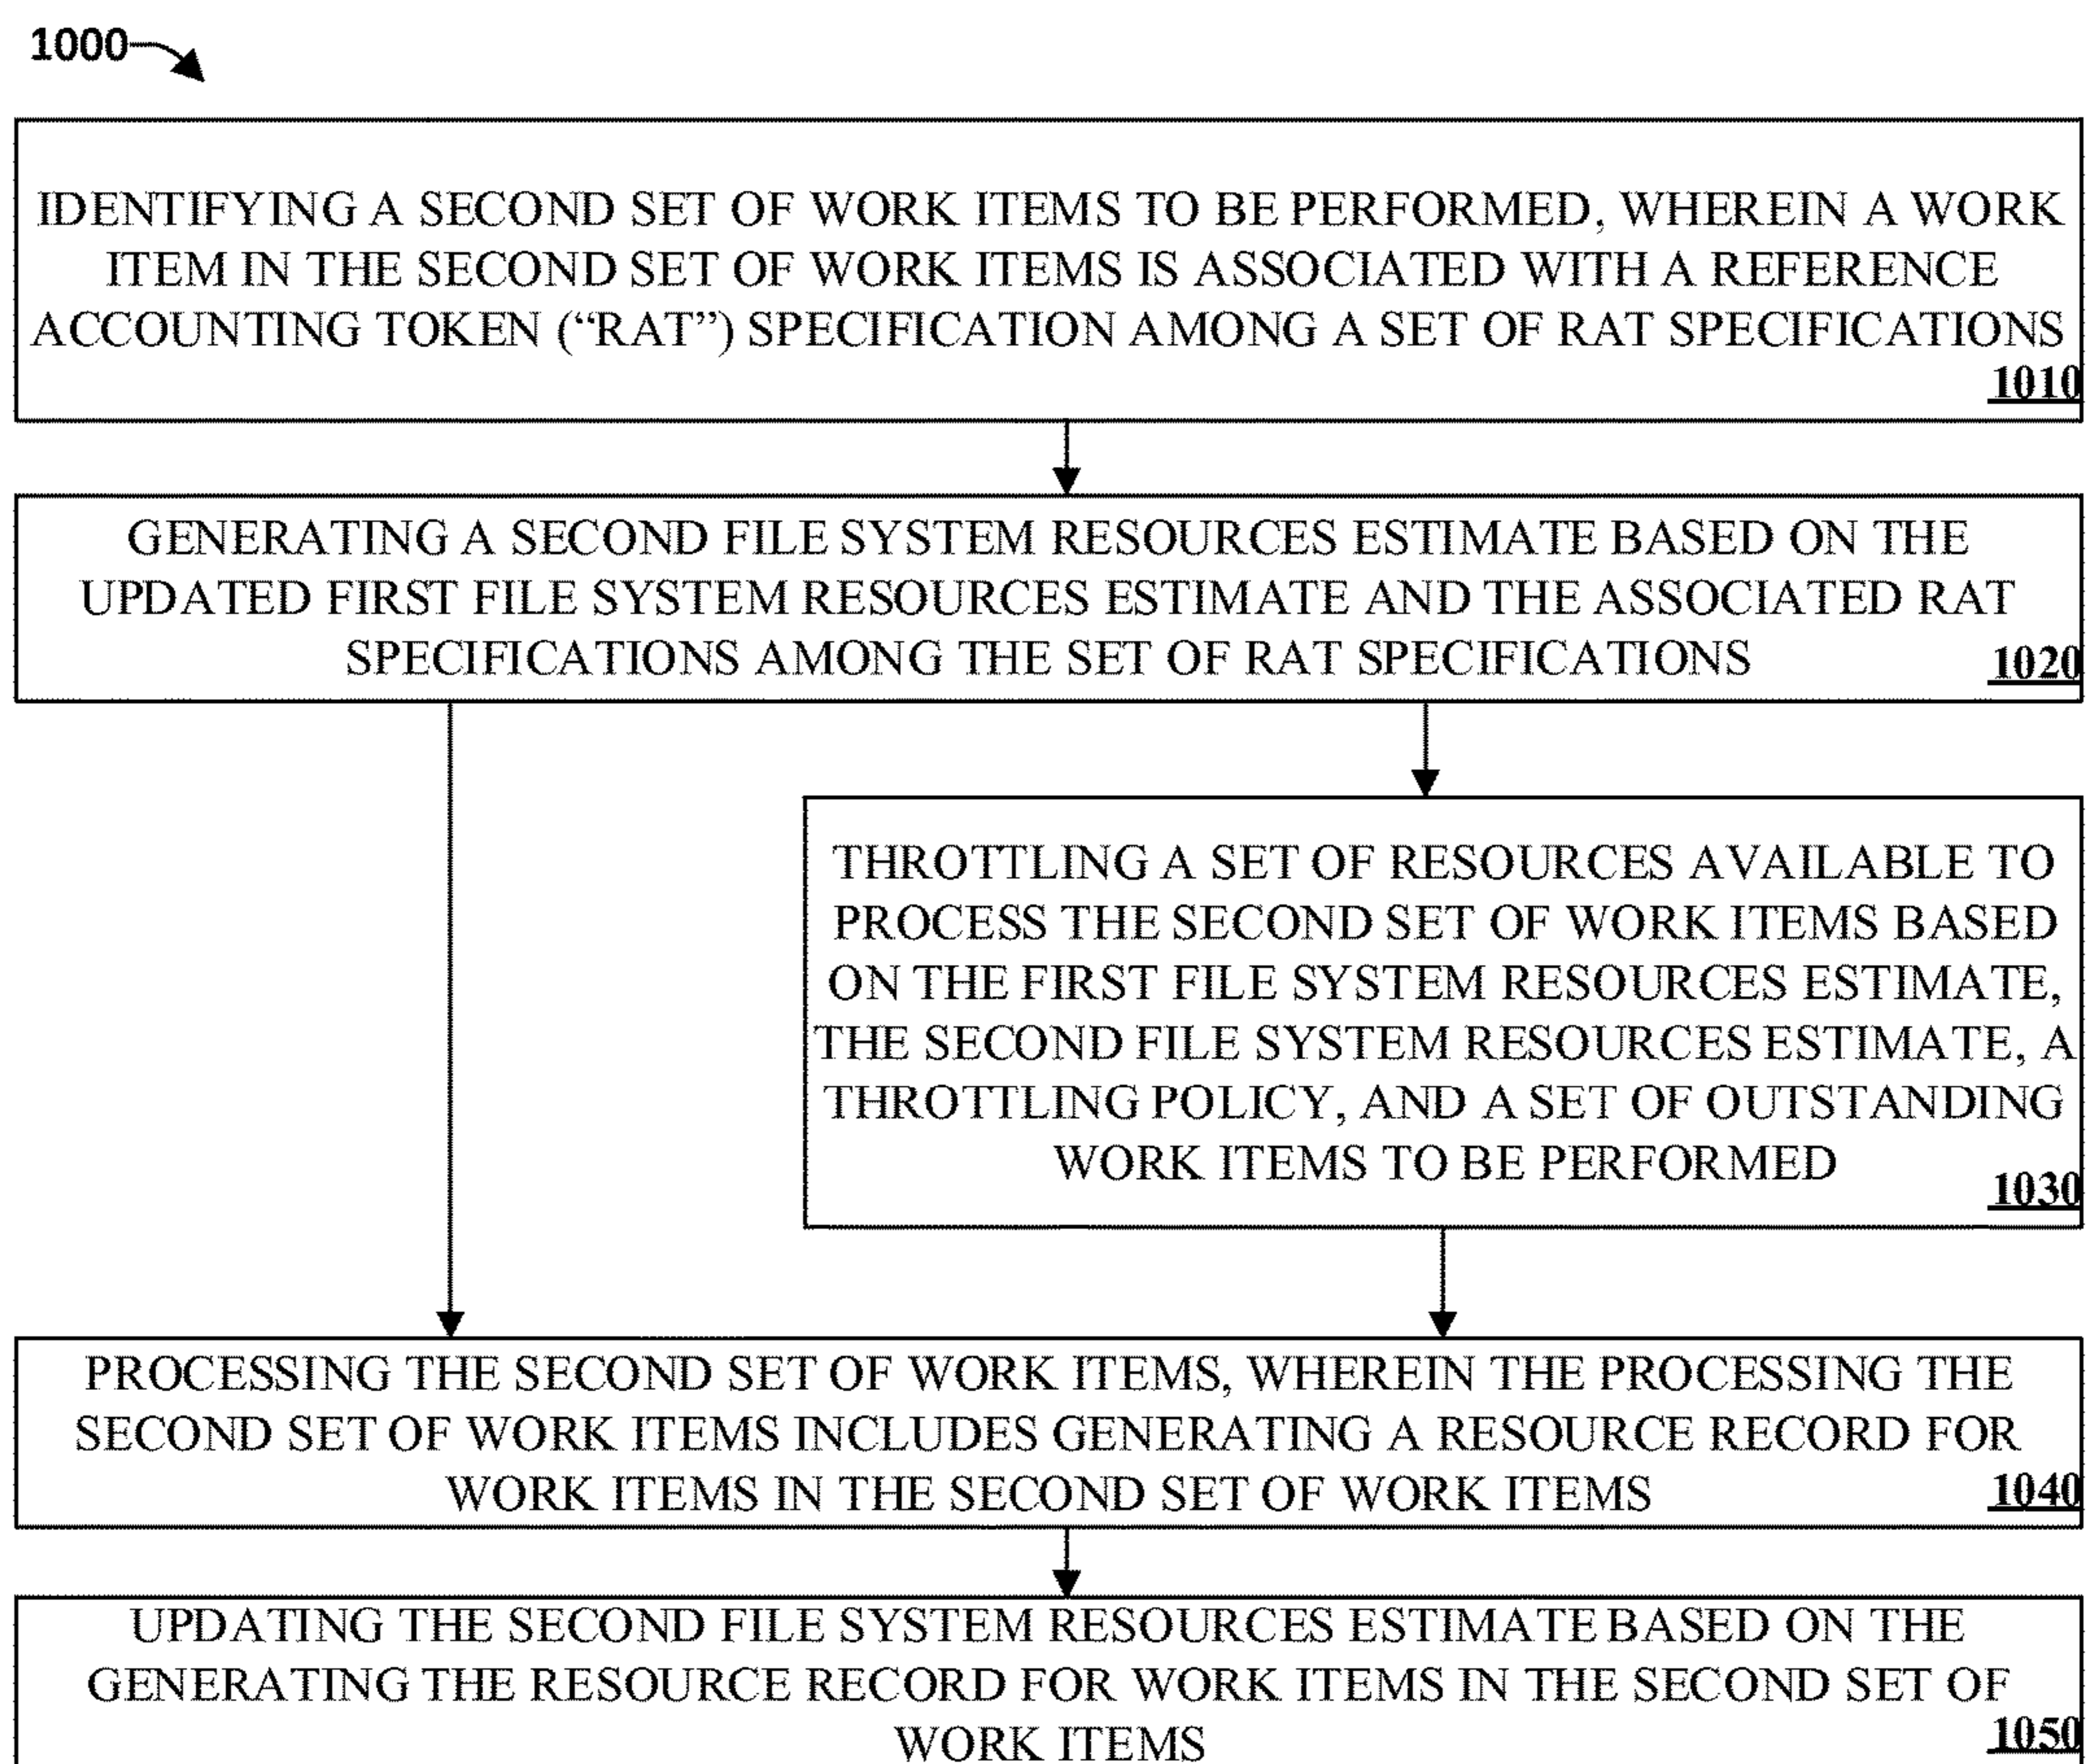 1000
IDENTIFYING A SECOND SET OF WORK ITEMS TO BE PERFORMED, WHEREIN A WORK
ITEM IN THE SECOND SET OF WORK ITEMS IS ASSOCIATED WITH A REFERENCE
ACCOUNTING TOKEN (“RAT”) SPECIFICATION AMONG A SET OF RAT SPECIFICATIONS
1010
GENERATING A SECOND FILE SYSTEM RESOURCES ESTIMATE BASED ON THE
UPDATED FIRST FILE SYSTEM RESOURCES ESTIMATE AND THE ASSOCIATED RAT
SPECIFICATIONS AMONG THE SET OF RAT SPECIFICATIONS
1020
THROTTLING A SET OF RESOURCES AVAILABLE TO
PROCESS THE SECOND SET OF WORK ITEMS BASED
ON THE FIRST FILE SYSTEM RESOURCES ESTIMATE,
THE SECOND FILE SYSTEM RESOURCES ESTIMATE, A
THROTTLING POLICY, AND A SET OF OUTSTANDING
WORK ITEMS TO BE PERFORMED
1030
PROCESSING THE SECOND SET OF WORK ITEMS, WHEREIN THE PROCESSING THE
SECOND SET OF WORK ITEMS INCLUDES GENERATING A RESOURCE RECORD FOR
WORK ITEMS IN THE SECOND SET OF WORK ITEMS
1040
UPDATING THE SECOND FILE SYSTEM RESOURCES ESTIMATE BASED ON THE
GENERATING THE RESOURCE RECORD FOR WORK ITEMS IN THE SECOND SET OF
WORK ITEMS
1050